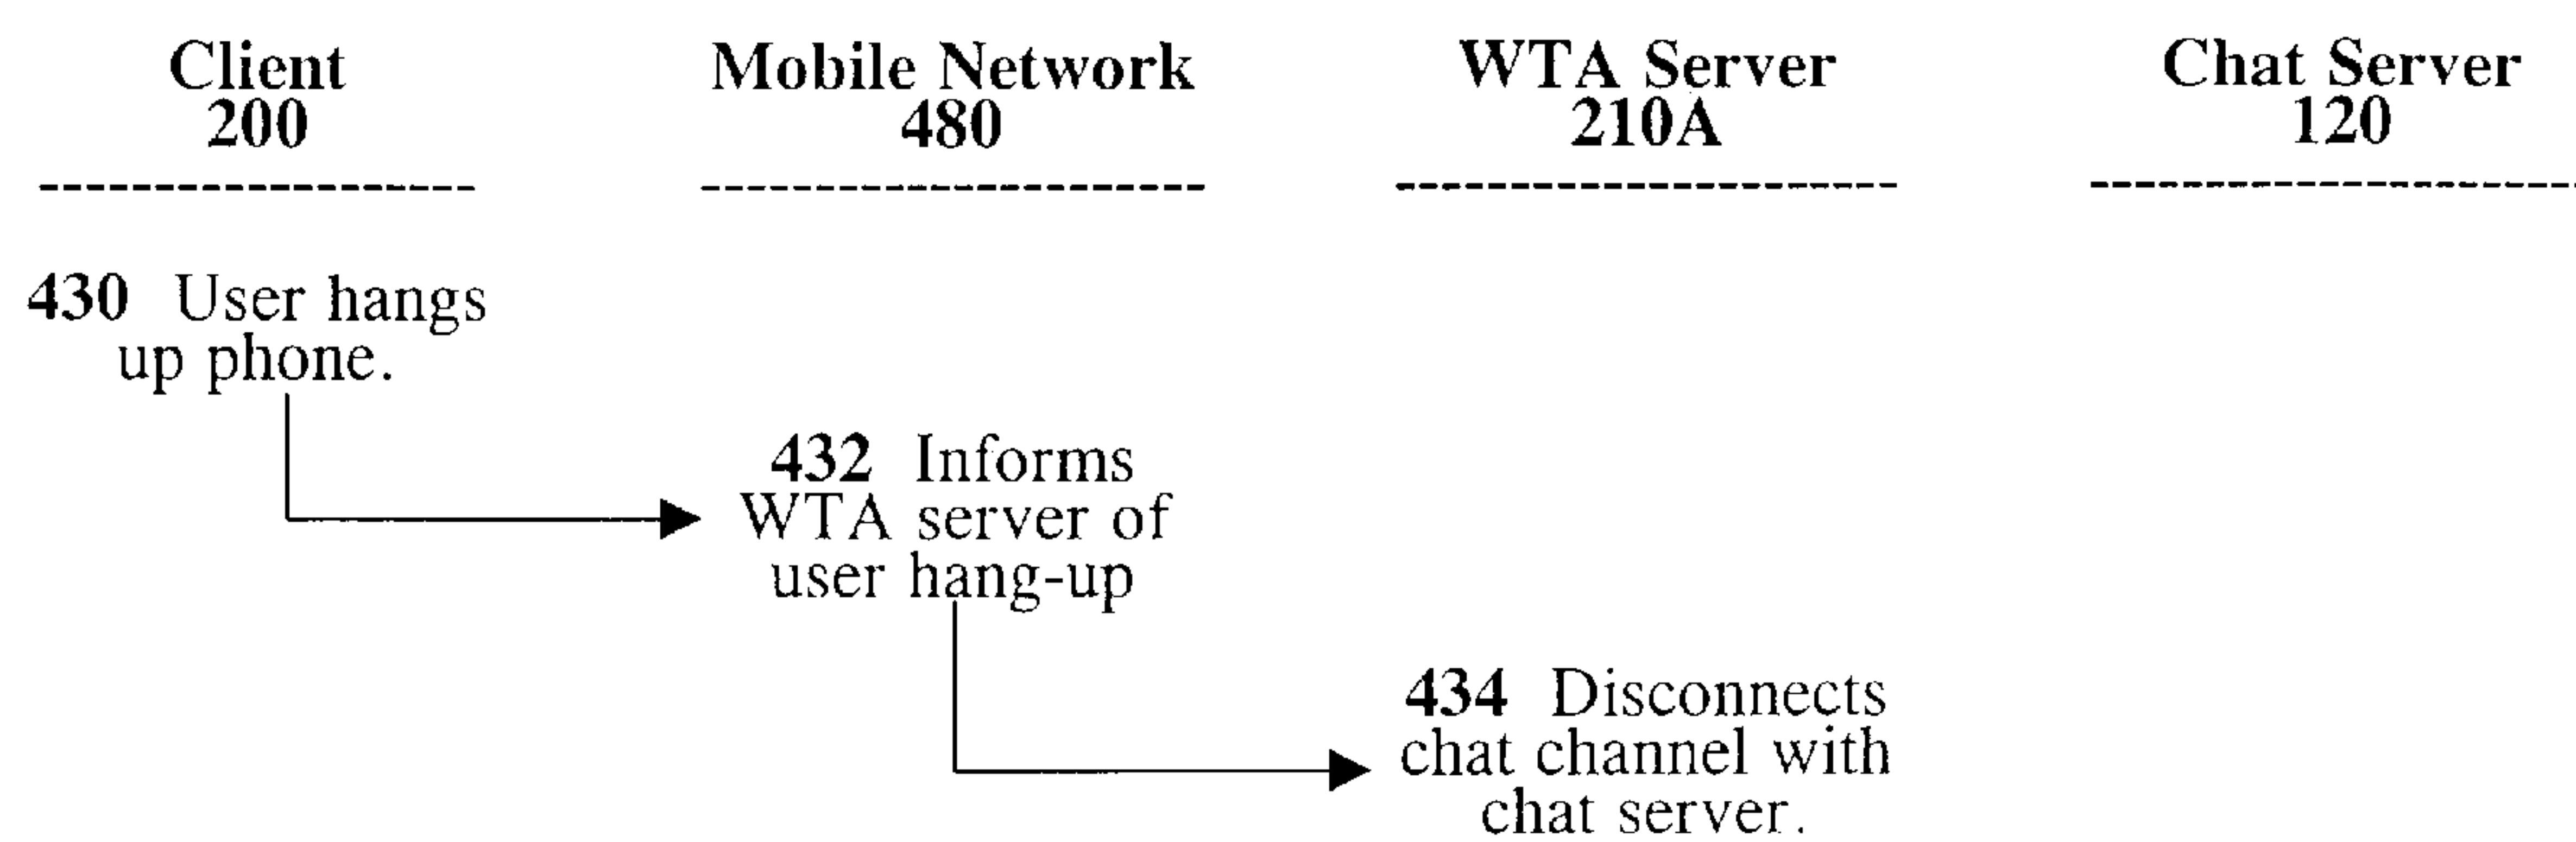 Client
200
Mobile Network
480
WTA Server
210A
Chat Server
120
430 User hangs
up phone.
432 Informs
WTA server of
user hang-up
434 Disconnects
chat channel with
chat server.